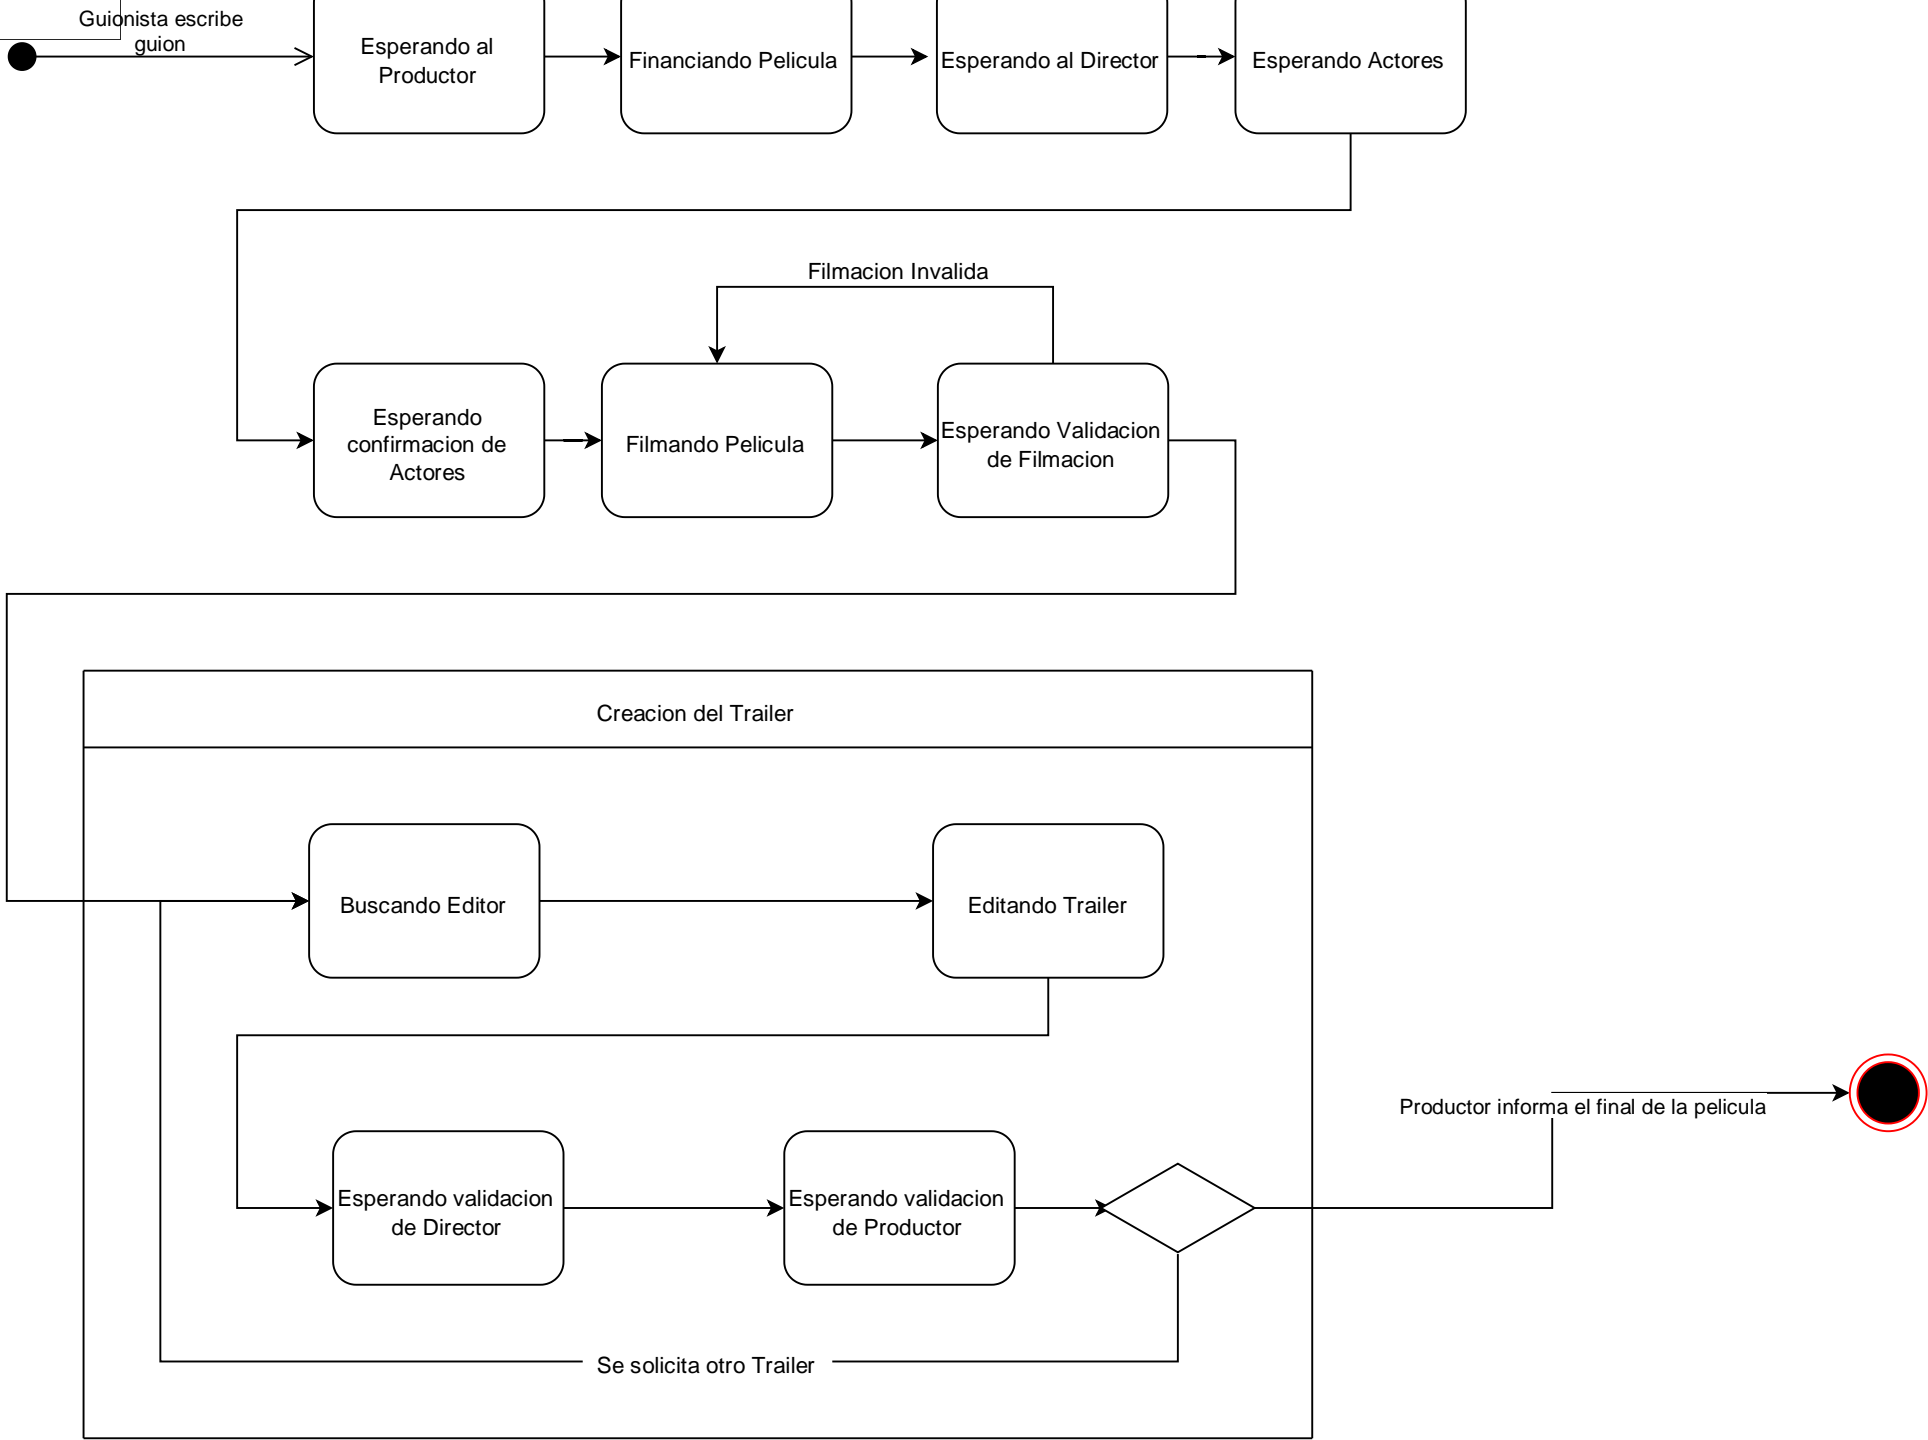 Guionista escribe
guion
Esperando al
Productor
Financiando Pelicula
Esperando al Director
Esperando Actores
Filmacion Invalida
Esperando
confirmacion de
Actores
Filmando Pelicula
Esperando Validacion
de Filmacion
Creacion del Trailer
Buscando Editor
Editando Trailer
Productor informa el final de la pelicula
Esperando validacion
de Director
Esperando validacion
de Productor
Se solicita otro Trailer